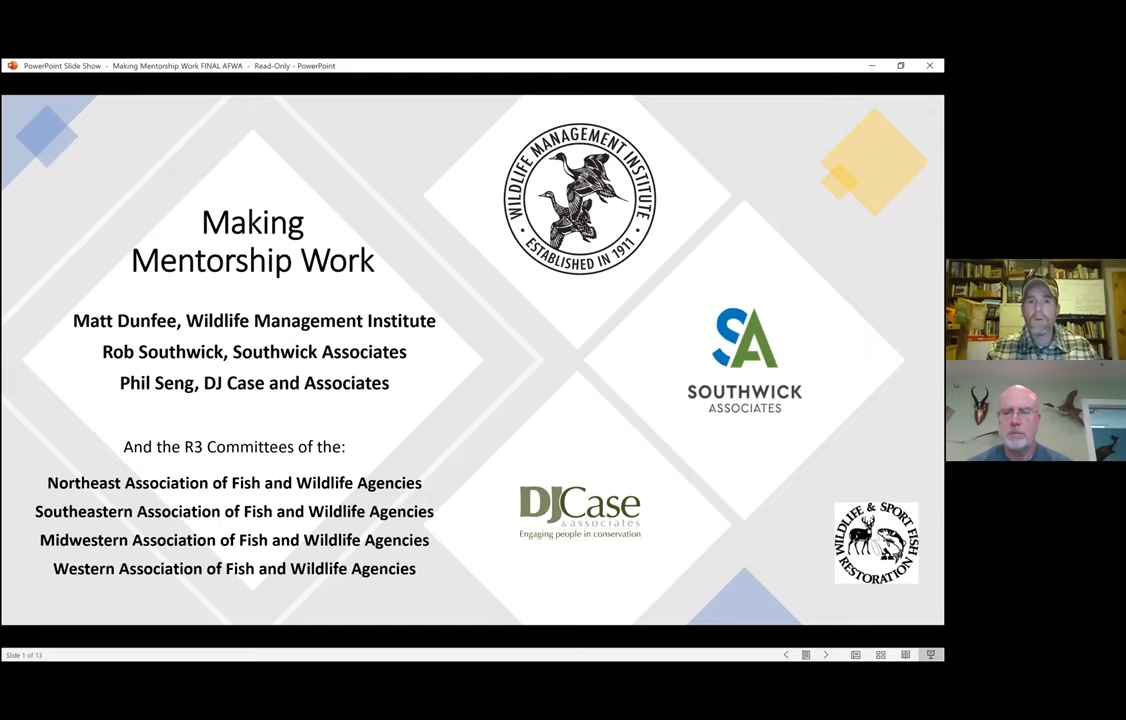 PowerPoint Slide Show - Making Mentorship Work FINAL AFWA - Read-Only - PowerPoint
Making
Mentorship Work
Matt Dunfee, Wildlife Management Institute
Rob Southwick, Southwick Associates
Phil Seng, DJ Case and Associates
And the R3 Committees of the:
Northeast Association of Fish and Wildlife Agencies
Southeastern Association of Fish and Wildlife Agencies
Midwestern Association of Fish and Wildlife Agencies
Western Association of Fish and Wildlife Agencies
WILDLIFE MANAGEMENT INSTITUTE
• ESTABLISHED IN 1911 •
SA
SOUTHWICK
ASSOCIATES
DJCase
& associates
Engaging people in conservation
WILDLIFE & SPORT FISH
RESTORATION
Slide 1 of 13